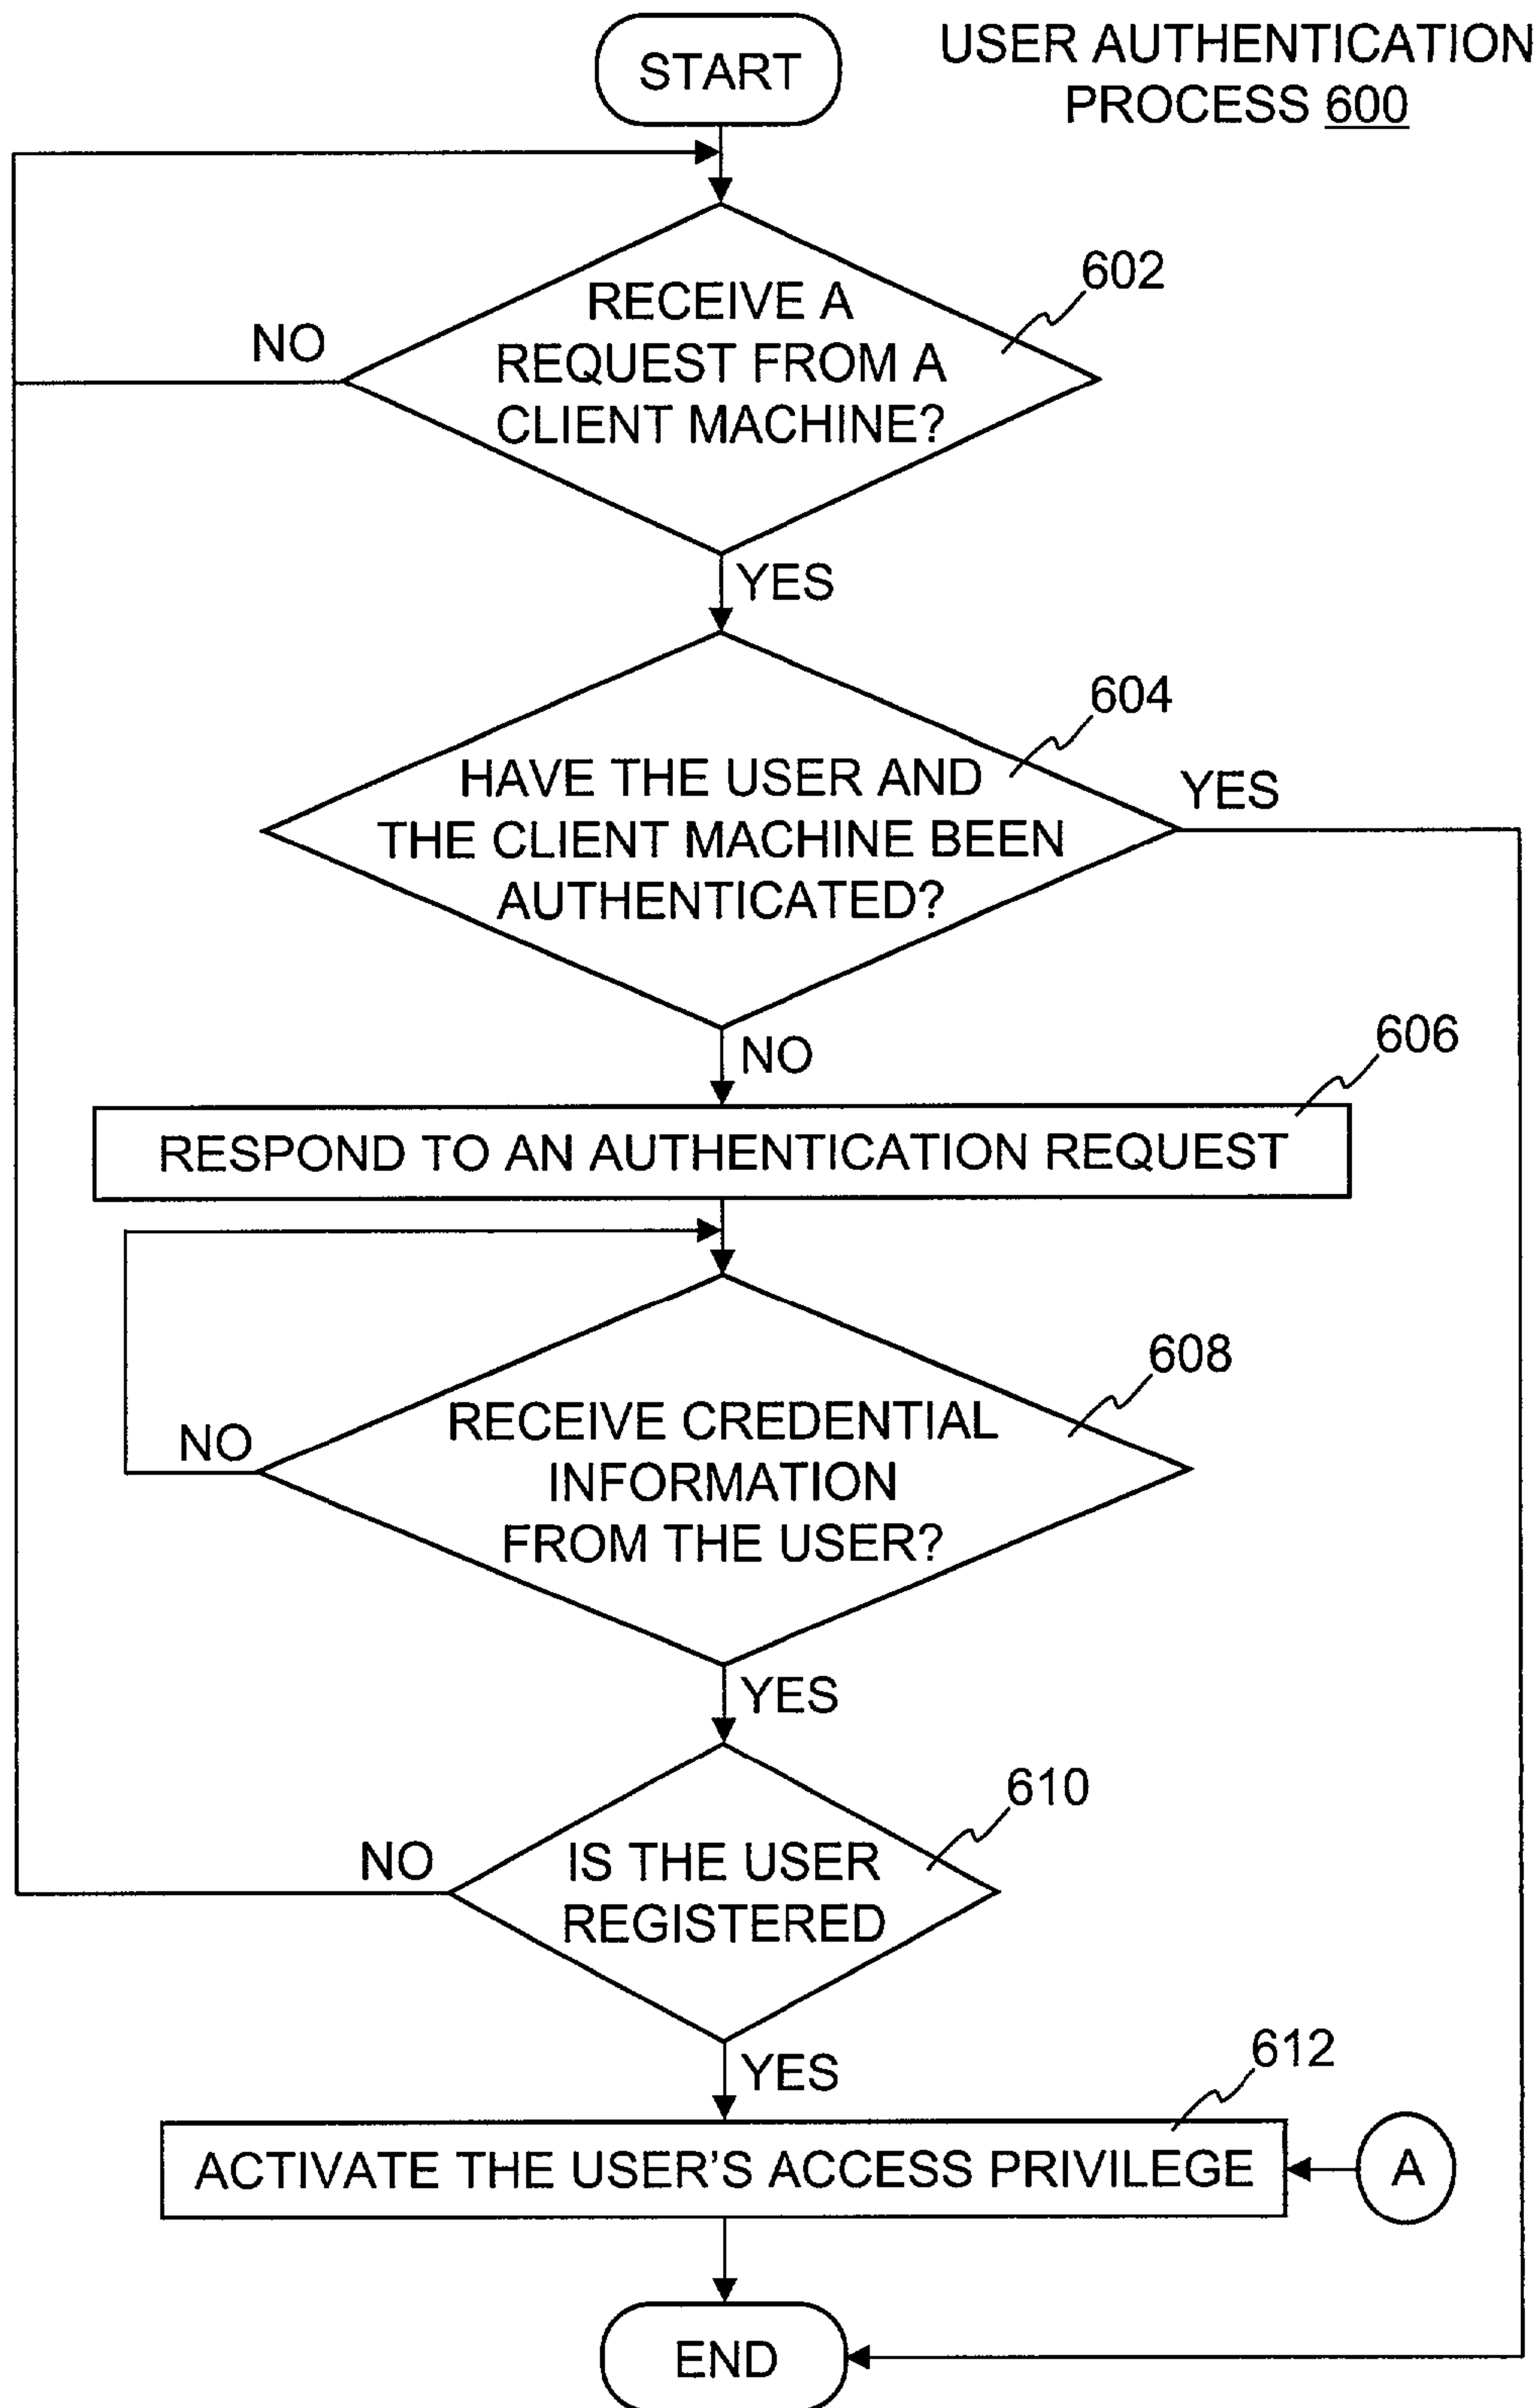 START
USER AUTHENTICATION
PROCESS 600
602
RECEIVE A
REQUEST FROM A
CLIENT MACHINE?
NO
YES
604
HAVE THE USER AND
THE CLIENT MACHINE BEEN
AUTHENTICATED?
YES
NO
606
RESPOND TO AN AUTHENTICATION REQUEST
608
RECEIVE CREDENTIAL
INFORMATION
FROM THE USER?
NO
YES
610
IS THE USER
REGISTERED
NO
YES
612
ACTIVATE THE USER'S ACCESS PRIVILEGE
A
END